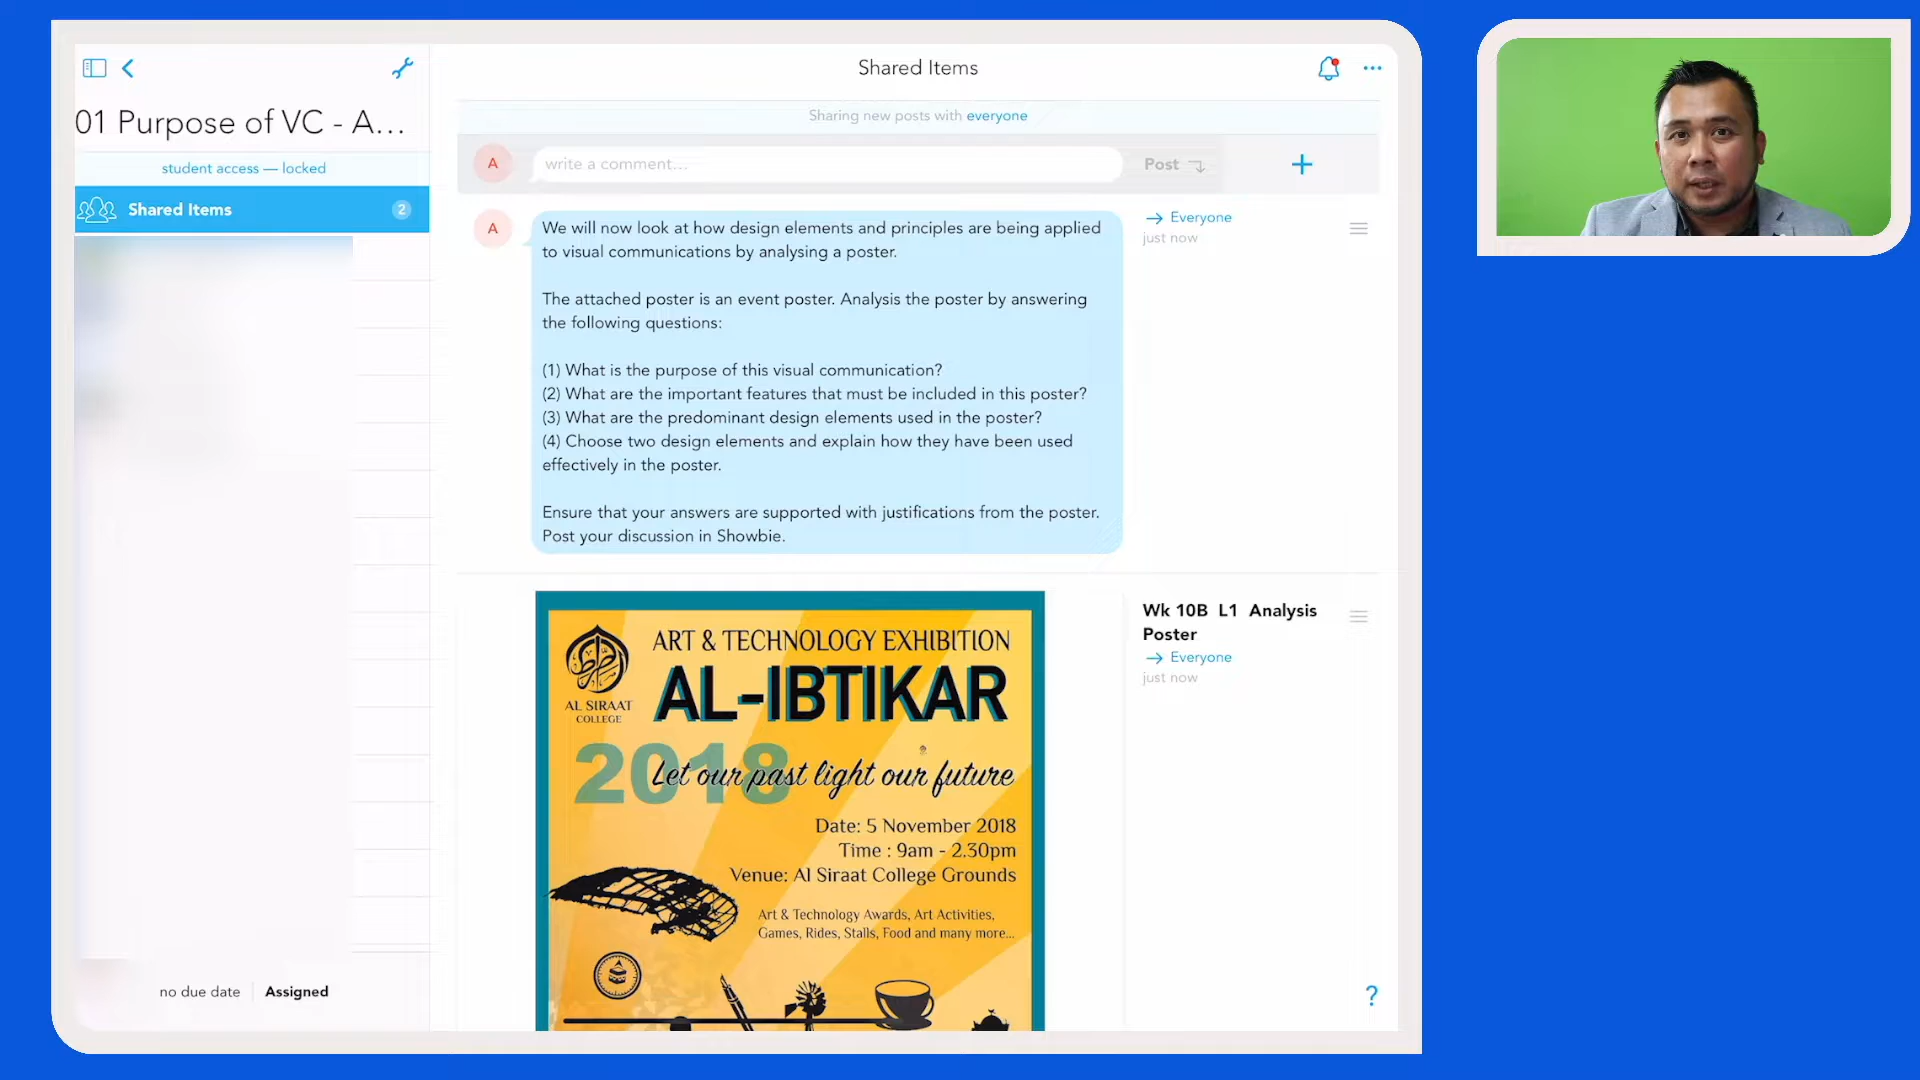 Shared Items
01 Purpose of VC - A...
student access — locked
Shared Items 2
no due date Assigned
Sharing new posts with everyone
A write a comment... Post
A
We will now look at how design elements and principles are being applied
to visual communications by analysing a poster.
The attached poster is an event poster. Analysis the poster by answering
the following questions:
(1) What is the purpose of this visual communication?
(2) What are the important features that must be included in this poster?
(3) What are the predominant design elements used in the poster?
(4) Choose two design elements and explain how they have been used
effectively in the poster.
Ensure that your answers are supported with justifications from the poster.
Post your discussion in Showbie.
Everyone
just now
ART & TECHNOLOGY EXHIBITION
AL-IBTIKAR
AL SIRAAT
COLLEGE
2018
Let our past light our future
Date: 5 November 2018
Time : 9am - 2.30pm
Venue: Al Siraat College Grounds
Art & Technology Awards, Art Activities,
Games, Rides, Stalls, Food and many more...
Wk 10B L1 Analysis
Poster
Everyone
just now
?